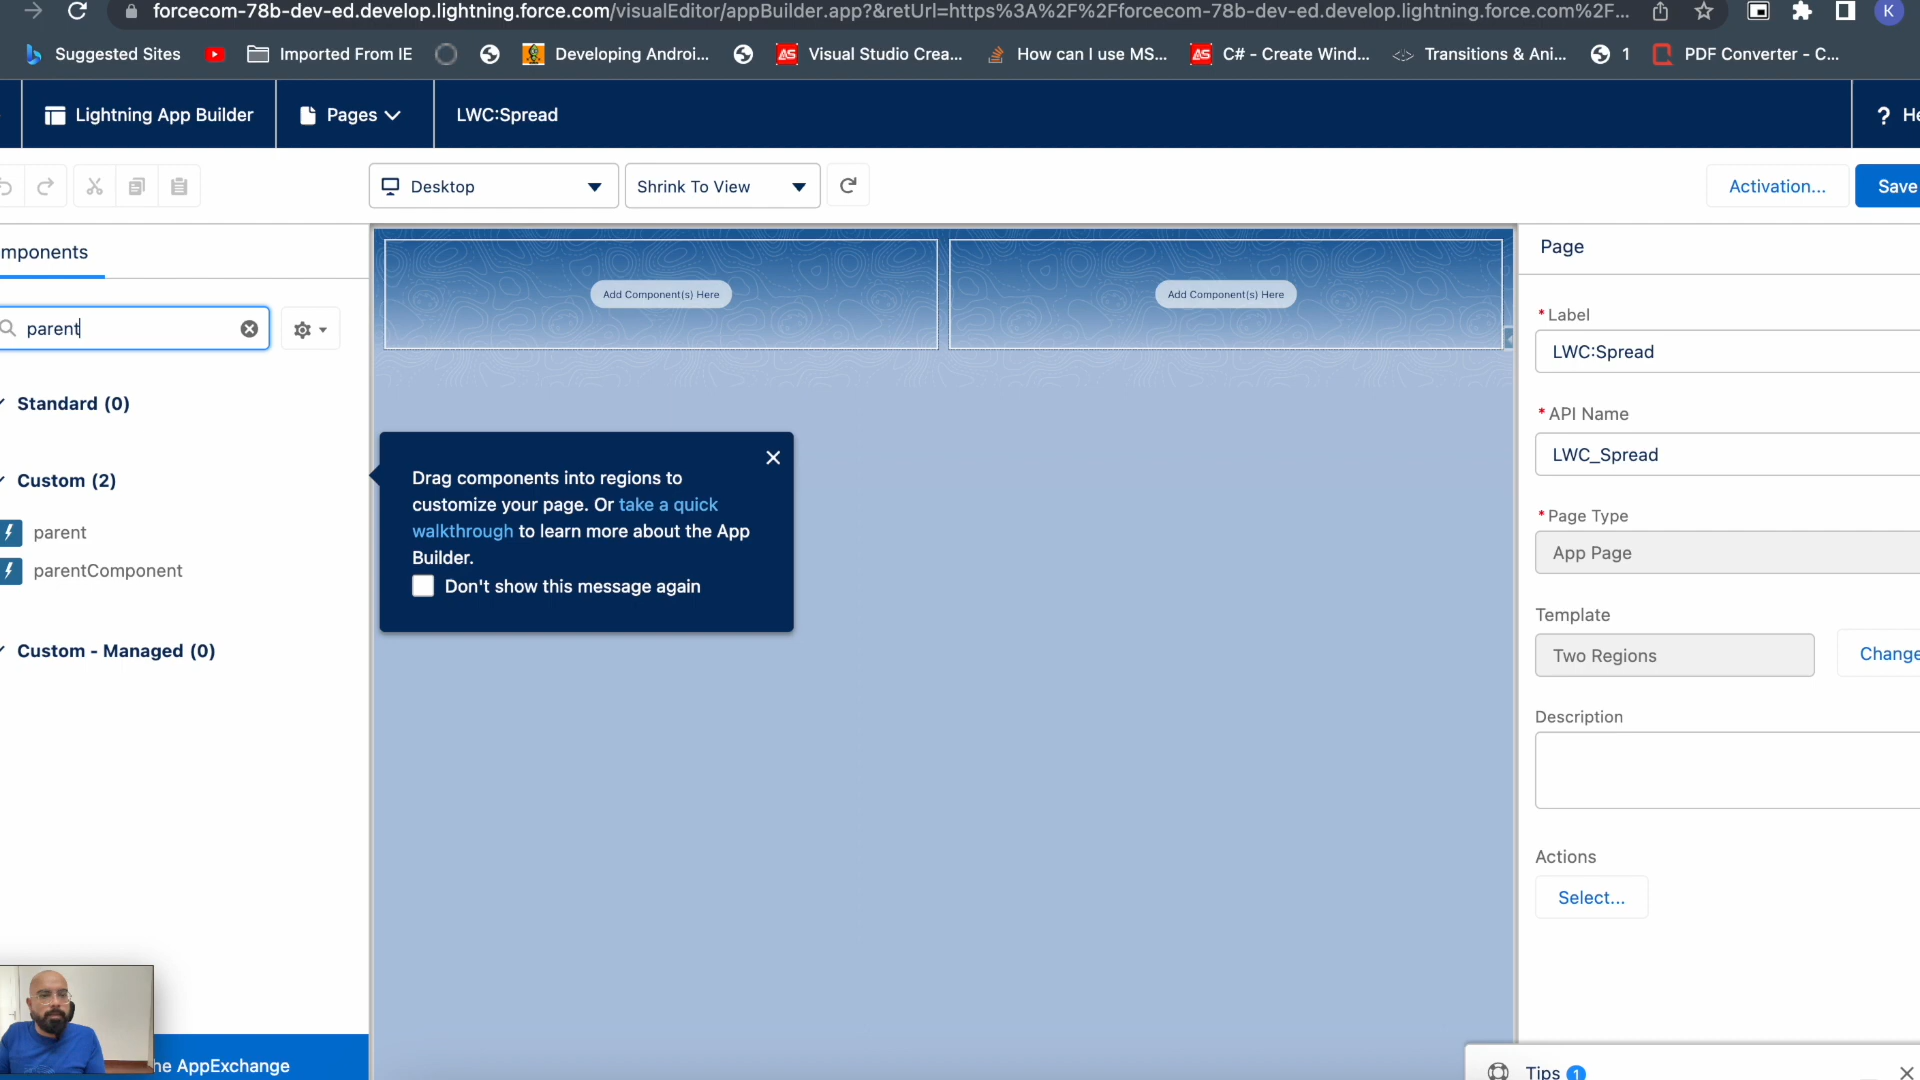 forcecom-78b-dev-ed.develop.lightning.force.com/visualEditor/appBuilder.app?&retUrl=https%3A%2F%2Fforcecom-78b-dev-ed.develop.lightning.force.com%2F...
K
Suggested Sites
Imported From IE
Developing Androi...
Visual Studio Crea...
How can I use MS...
C# - Create Wind...
Transitions & Ani...
1
PDF Converter - C...
Lightning App Builder
Pages
LWC:Spread
? He
Desktop
Shrink To View
Activation...
Save
mponents
Page
parent
Add Component(s) Here
Add Component(s) Here
* Label
LWC:Spread
Standard (0)
* API Name
LWC_Spread
Custom (2)
parent
parentComponent
Drag components into regions to
customize your page. Or take a quick
walkthrough to learn more about the App
Builder.
Don't show this message again
* Page Type
App Page
Template
Two Regions
Change
Custom - Managed (0)
Description
Actions
Select...
he AppExchange
Tips 1